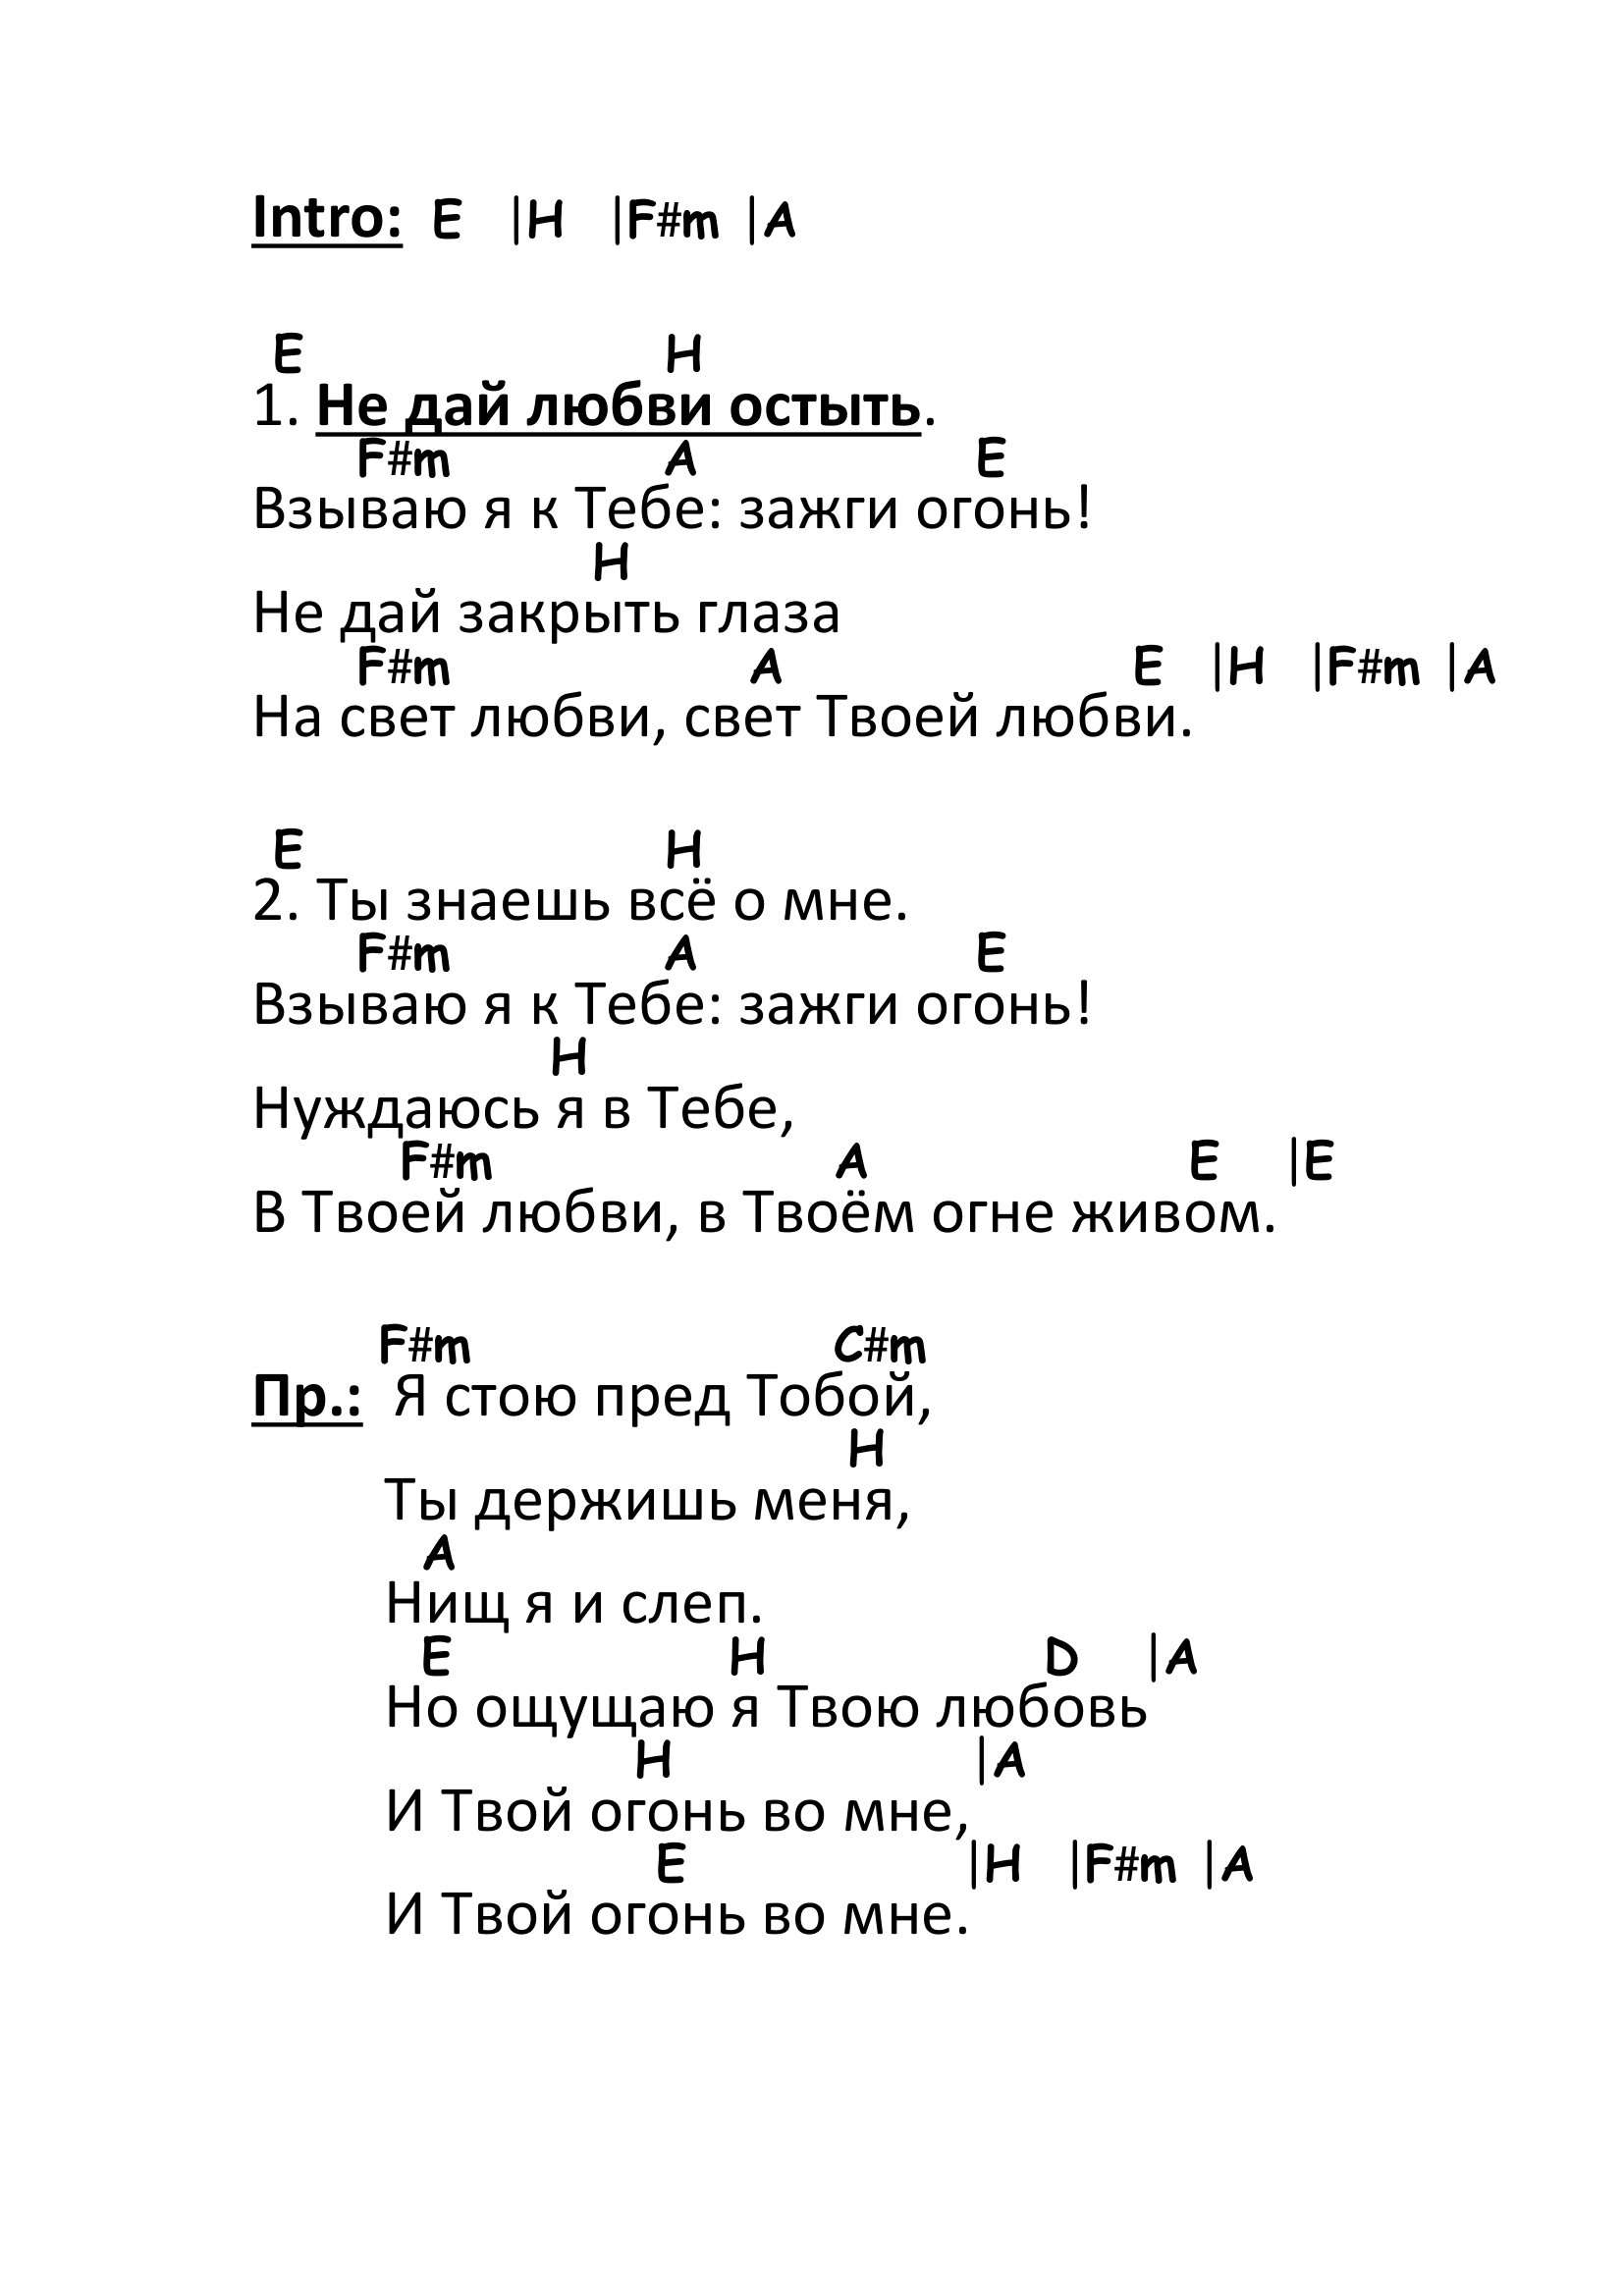 Intro: E |H |F#m |A
E H
1. Не дай любви остыть.
F#m A E
Взываю я к Тебе: зажги огонь!
H
Не дай закрыть глаза
F#m A E |H |F#m |A
На свет любви, свет Твоей любви.
E H
2. Ты знаешь всё о мне.
F#m A E
Взываю я к Тебе: зажги огонь!
H
Нуждаюсь я в Тебе,
F#m A E |E
В Твоей любви, в Твоём огне живом.
F#m C#m
Пр.: Я стою пред Тобой,
H
Ты держишь меня,
A
Нищ я и слеп.
E H D |A
Но ощущаю я Твою любовь
H |A
И Твой огонь во мне,
E |H |F#m |A
И Твой огонь во мне.